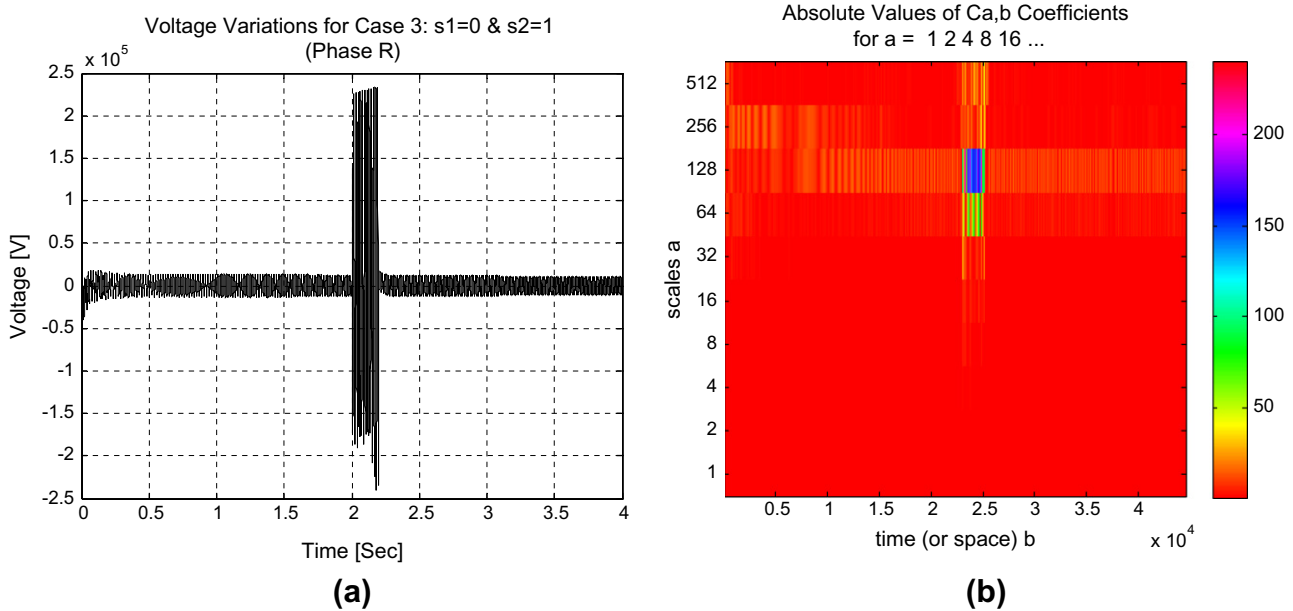 Voltage Variations for Case 3: s1=0 & s2=1
(Phase R)
x 10^5
2.5
2
1.5
1
0.5
0
-0.5
-1
-1.5
-2
-2.5
0 0.5 1 1.5 2 2.5 3 3.5 4
Voltage [V]
Time [Sec]
(a)
Absolute Values of Ca,b Coefficients
for a = 1 2 4 8 16 ...
512
256
128
64
32
16
8
4
2
1
scales a
0.5 1 1.5 2 2.5 3 3.5 4
time (or space) b
x 10^4
200
150
100
50
(b)